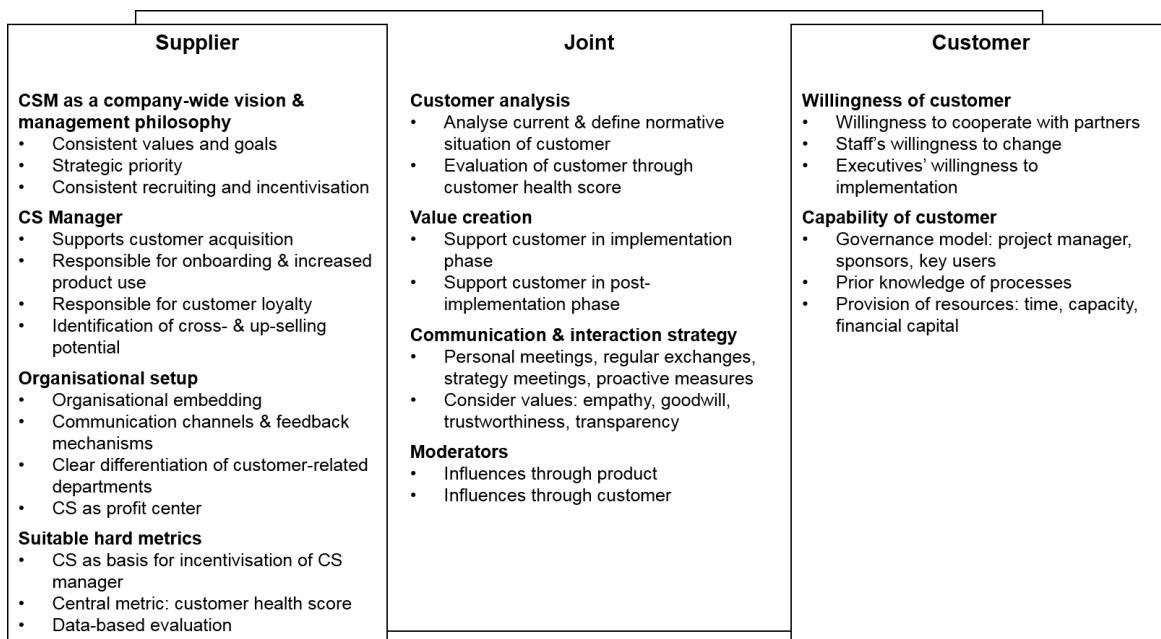 Supplier
CSM as a company-wide vision &
management philosophy
• Consistent values and goals
• Strategic priority
• Consistent recruiting and incentivisation
CS Manager
• Supports customer acquisition
• Responsible for onboarding & increased
product use
• Responsible for customer loyalty
• Identification of cross- & up-selling
potential
Organisational setup
• Organisational embedding
• Communication channels & feedback
mechanisms
• Clear differentiation of customer-related
departments
• CS as profit center
Suitable hard metrics
• CS as basis for incentivisation of CS
manager
• Central metric: customer health score
• Data-based evaluation
Joint
Customer analysis
• Analyse current & define normative
situation of customer
• Evaluation of customer through
customer health score
Value creation
• Support customer in implementation
phase
• Support customer in post-
implementation phase
Communication & interaction strategy
• Personal meetings, regular exchanges,
strategy meetings, proactive measures
• Consider values: empathy, goodwill,
trustworthiness, transparency
Moderators
• Influences through product
• Influences through customer
Customer
Willingness of customer
• Willingness to cooperate with partners
• Staff's willingness to change
• Executives' willingness to
implementation
Capability of customer
• Governance model: project manager,
sponsors, key users
• Prior knowledge of processes
• Provision of resources: time, capacity,
financial capital